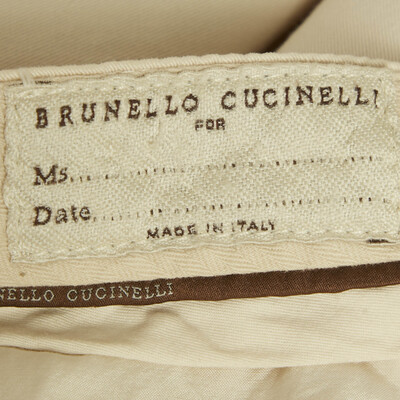 BRUNELLO CUCINELLI
FOR
Ms.......................................
Date.......................................
MADE IN ITALY
NELLO CUCINELLI